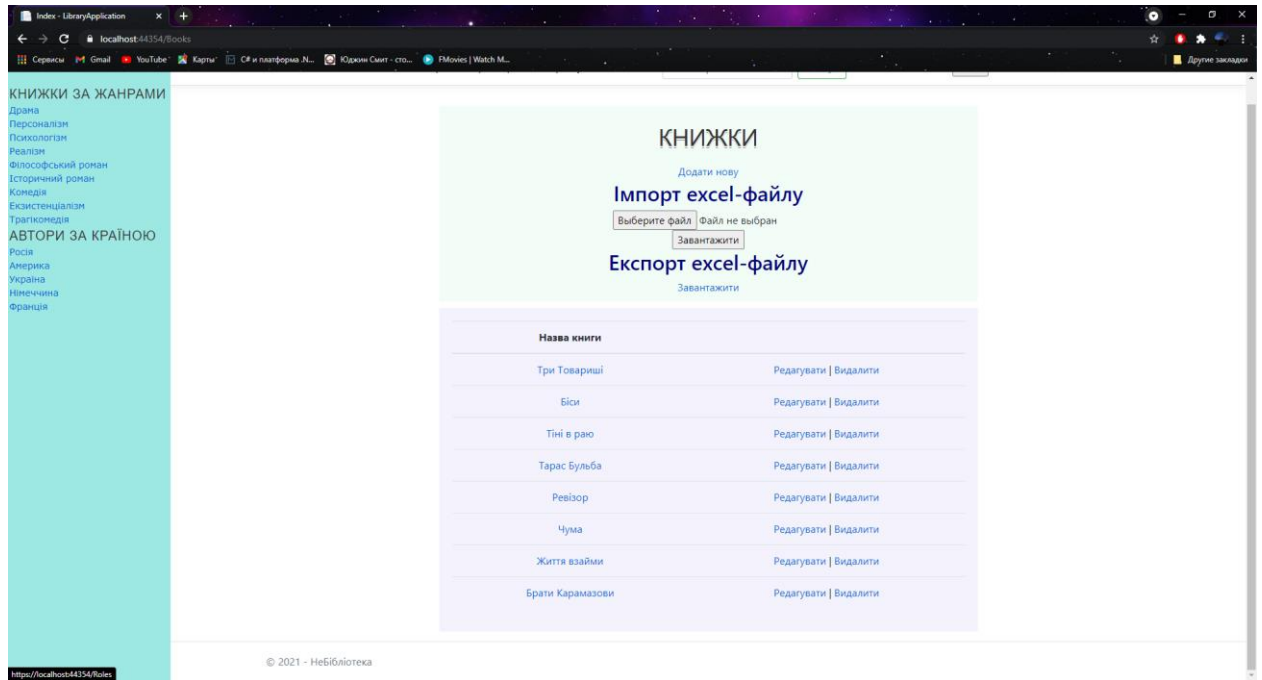 Index - LibraryApplication
localhost:44354/Books
Сервисы Gmail YouTube Карты C# и платформа .N... Юджин Смит - сто... FMovies | Watch M... Другие закладки
КНИЖКИ ЗА ЖАНРАМИ
Драма
Персоналізм
Психологізм
Реалізм
Філософський роман
Історичний роман
Комедія
Екзистенціалізм
Трагікомедія
АВТОРИ ЗА КРАЇНОЮ
Росія
Америка
Україна
Німеччина
Франція
КНИЖКИ
Додати нову
Імпорт excel-файлу
Выберите файл Файл не выбран
Завантажити
Експорт excel-файлу
Завантажити
Назва книги
Три Товариші Редагувати | Видалити
Біси Редагувати | Видалити
Тіні в раю Редагувати | Видалити
Тарас Бульба Редагувати | Видалити
Ревізор Редагувати | Видалити
Чума Редагувати | Видалити
Життя взайми Редагувати | Видалити
Брати Карамазови Редагувати | Видалити
© 2021 - НеБібліотека
https://localhost:44354/Roles